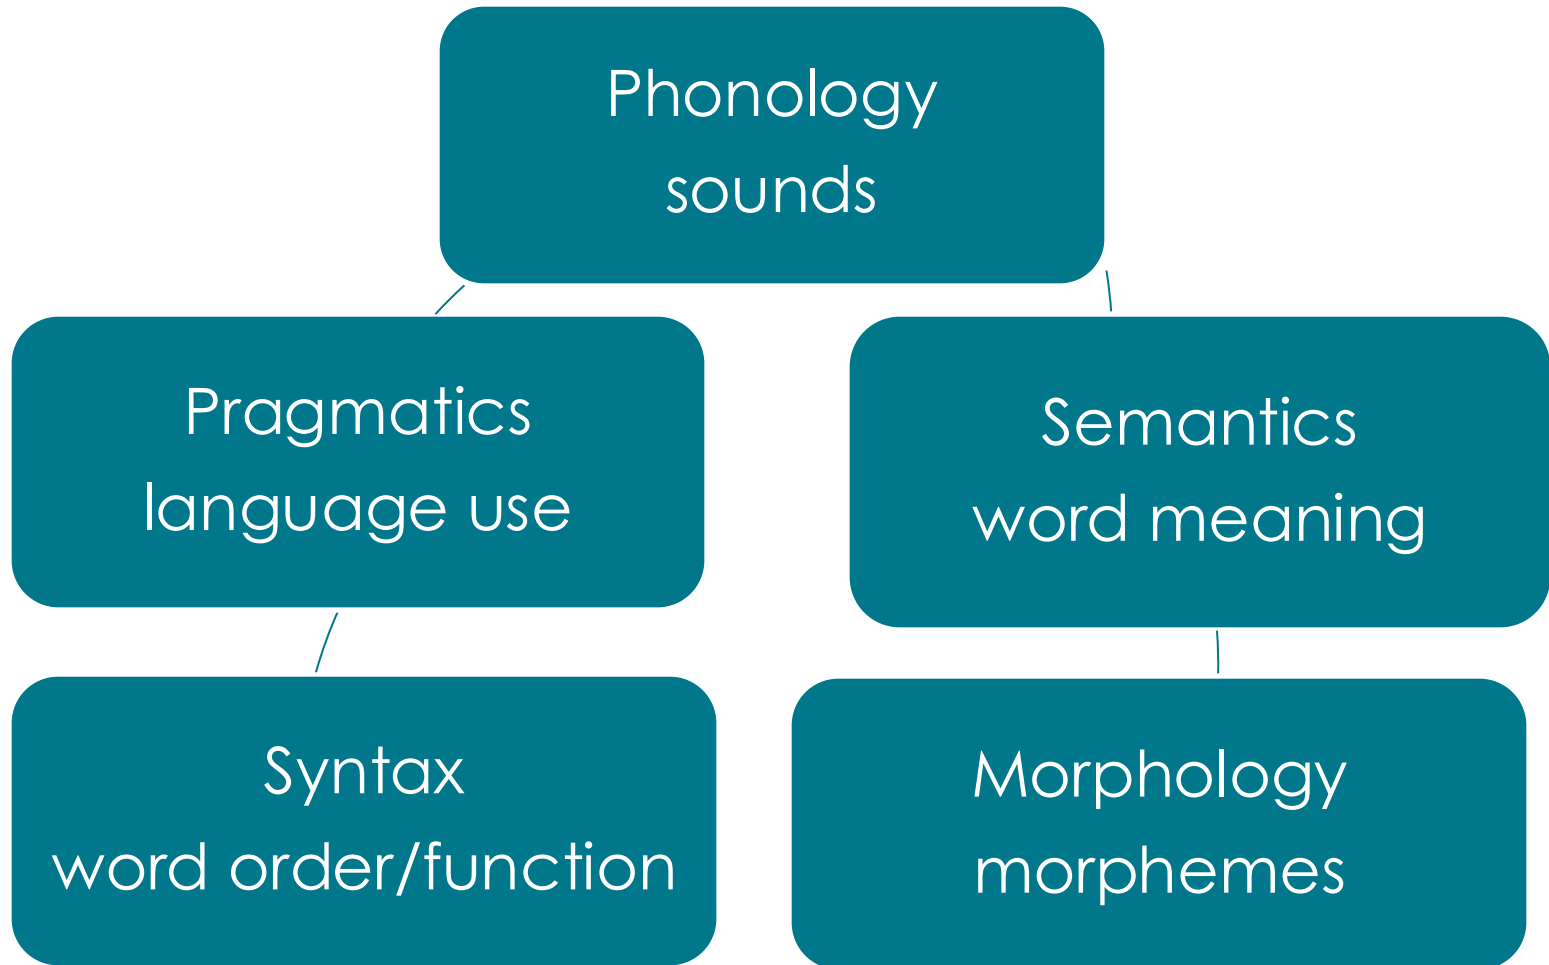 Phonology
sounds
Pragmatics
language use
Semantics
word meaning
Syntax
word order/function
Morphology
morphemes